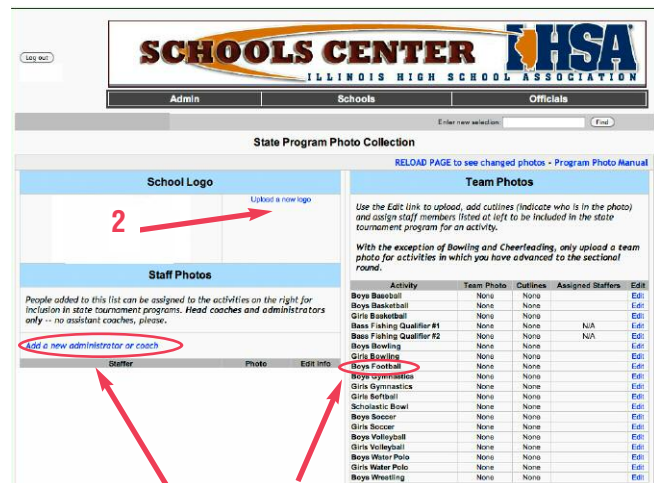 Log out
SCHOOLS CENTER IHSA
ILLINOIS HIGH SCHOOL ASSOCIATION
Admin Schools Officials
Enter new selection: Find
State Program Photo Collection
RELOAD PAGE to see changed photos - Program Photo Manual
School Logo
Upload a new logo
2
Staff Photos
People added to this list can be assigned to the activities on the right for
inclusion in state tournament programs. Head coaches and administrators
only -- no assistant coaches, please.
Add a new administrator or coach
Staffer Photo Edit Info
Team Photos
Use the Edit link to upload, add cutlines (indicate who is in the photo)
and assign staff members listed at left to be included in the state
tournament program for an activity.
With the exception of Bowling and Cheerleading, only upload a team
photo for activities in which you have advanced to the sectional
round.
Activity Team Photo Cutlines Assigned Staffers Edit
Boys Baseball None None Edit
Boys Basketball None None Edit
Girls Basketball None None Edit
Bass Fishing Qualifier #1 None None N/A Edit
Bass Fishing Qualifier #2 None None N/A Edit
Boys Bowling None None Edit
Girls Bowling None None Edit
Boys Football None None Edit
Boys Gymnastics None None Edit
Girls Gymnastics None None Edit
Girls Softball None None Edit
Scholastic Bowl None None Edit
Boys Soccer None None Edit
Girls Soccer None None Edit
Boys Volleyball None None Edit
Girls Volleyball None None Edit
Boys Water Polo None None Edit
Girls Water Polo None None Edit
Boys Wrestling None None Edit